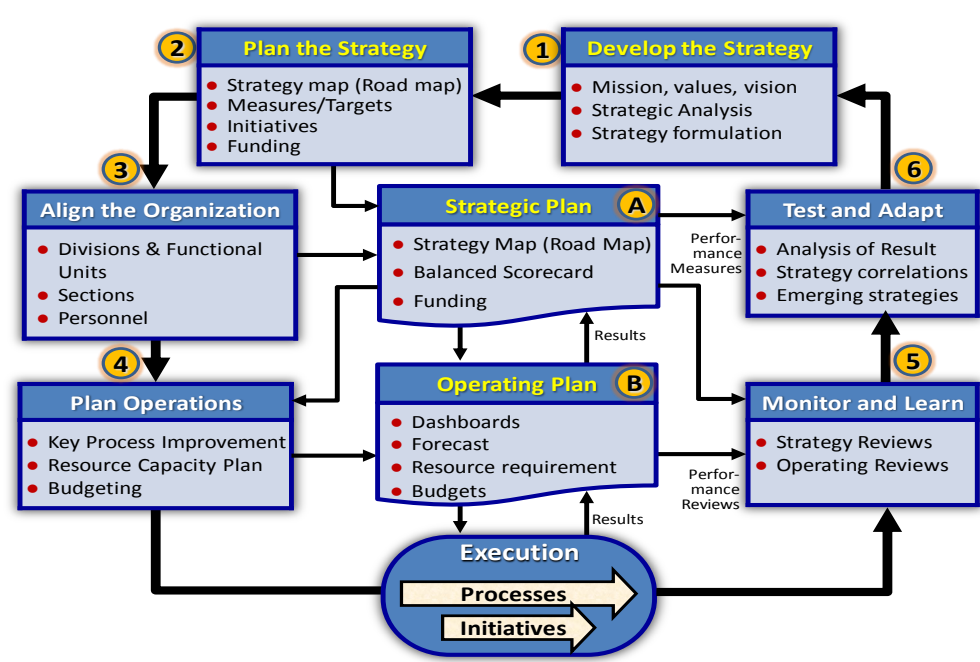 1
Develop the Strategy
Mission, values, vision
Strategic Analysis
Strategy formulation
2
Plan the Strategy
Strategy map (Road map)
Measures/Targets
Initiatives
Funding
3
Align the Organization
Divisions & Functional
Units
Sections
Personnel
A
Strategic Plan
Strategy Map (Road Map)
Balanced Scorecard
Funding
Perfor-
mance
Measures
6
Test and Adapt
Analysis of Result
Strategy correlations
Emerging strategies
Results
4
Plan Operations
Key Process Improvement
Resource Capacity Plan
Budgeting
B
Operating Plan
Dashboards
Forecast
Resource requirement
Budgets
Perfor-
mance
Reviews
5
Monitor and Learn
Strategy Reviews
Operating Reviews
Results
Execution
Processes
Initiatives